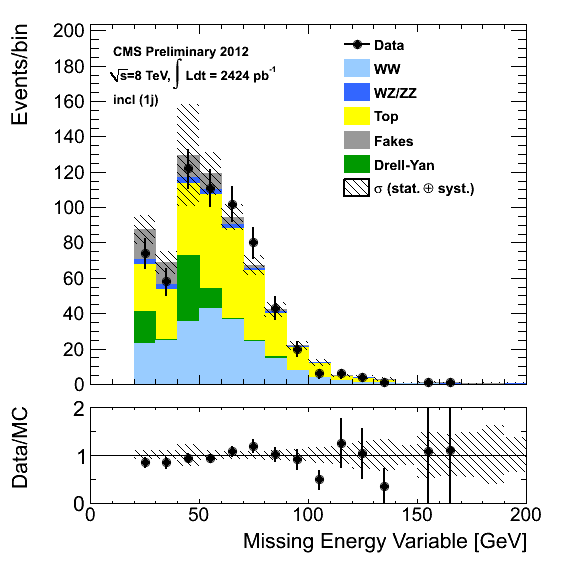 Events/bin
200
180
160
140
120
100
80
60
40
20
0
CMS Preliminary 2012
√s=8 TeV, ∫ Ldt = 2424 pb⁻¹
incl (1j)
Data
WW
WZ/ZZ
Top
Fakes
Drell-Yan
σ (stat. ⊕ syst.)
Data/MC
2
1
0
0 50 100 150 200
Missing Energy Variable [GeV]